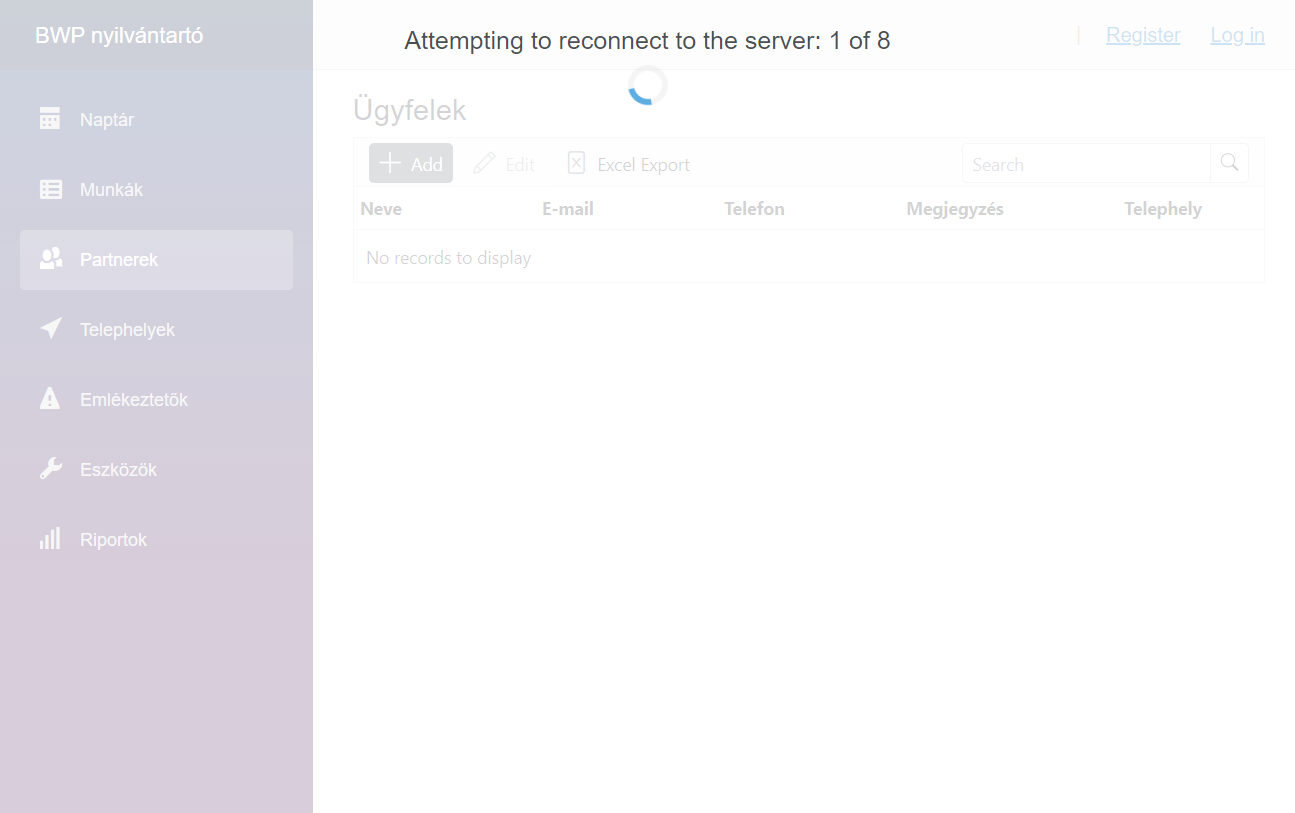 BWP nyilvántartó
Attempting to reconnect to the server: 1 of 8
Register
Log in
Naptár
Munkák
Partnerek
Telephelyek
Emlékeztetők
Eszközök
Riportok
Ügyfelek
Add
Edit
Excel Export
Search
Neve E-mail Telefon Megjegyzés Telephely
No records to display